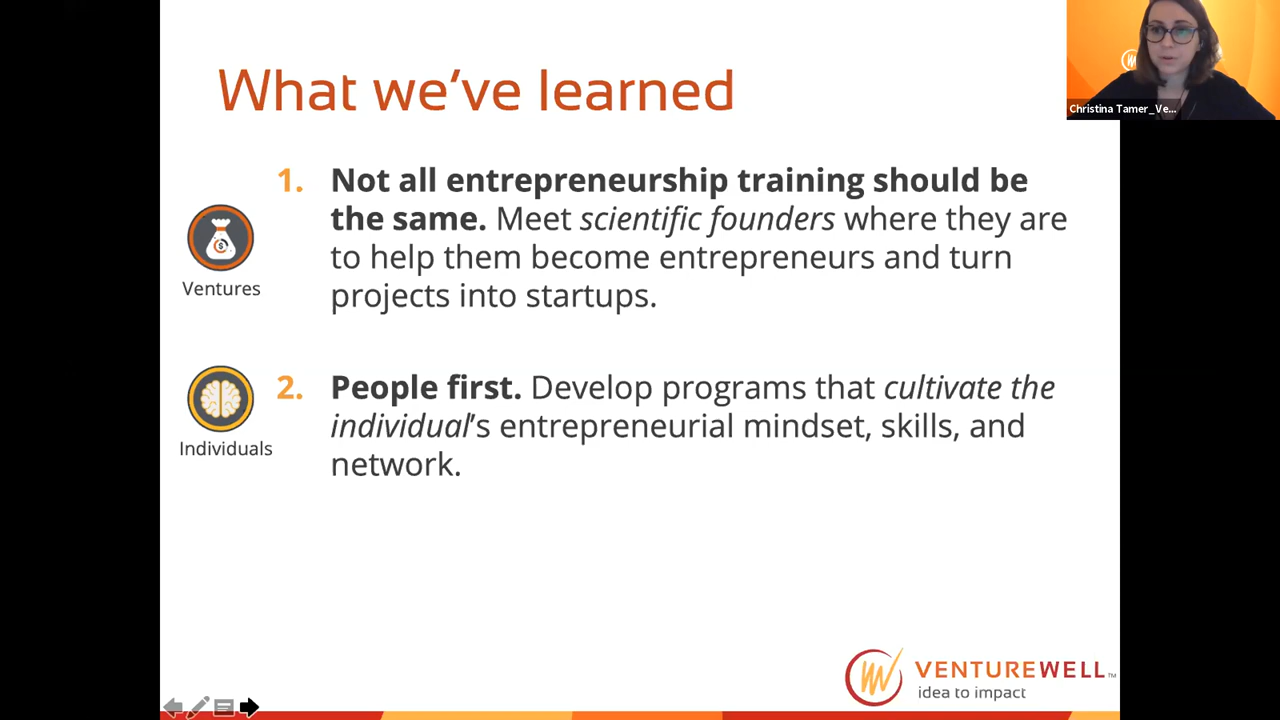 What we've learned
Christina Tamer_Ve...
1. Not all entrepreneurship training should be
the same. Meet scientific founders where they are
to help them become entrepreneurs and turn
projects into startups.
Ventures
2. People first. Develop programs that cultivate the
individual's entrepreneurial mindset, skills, and
network.
Individuals
VENTUREWELL™
idea to impact